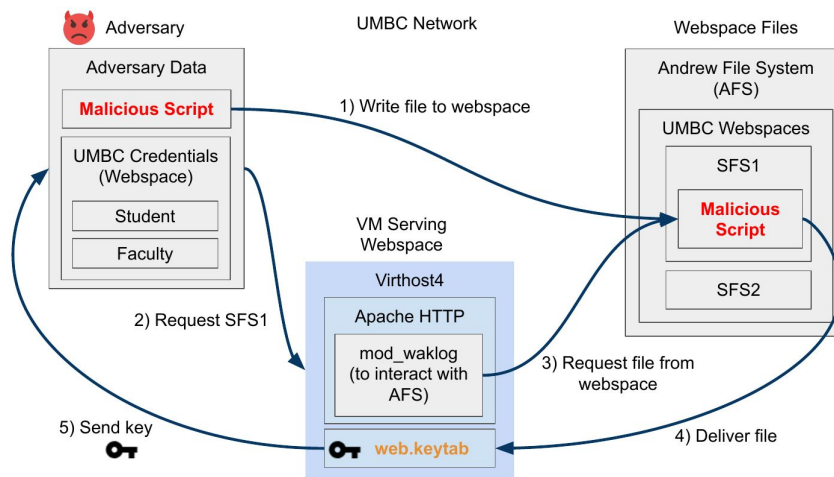 Adversary
UMBC Network
Webspace Files
Adversary Data
Malicious Script
UMBC Credentials
(Webspace)
Student
Faculty
1) Write file to webspace
Andrew File System
(AFS)
UMBC Webspaces
SFS1
Malicious
Script
SFS2
VM Serving
Webspace
Virthost4
Apache HTTP
mod_waklog
(to interact with
AFS)
web.keytab
2) Request SFS1
3) Request file from
webspace
4) Deliver file
5) Send key